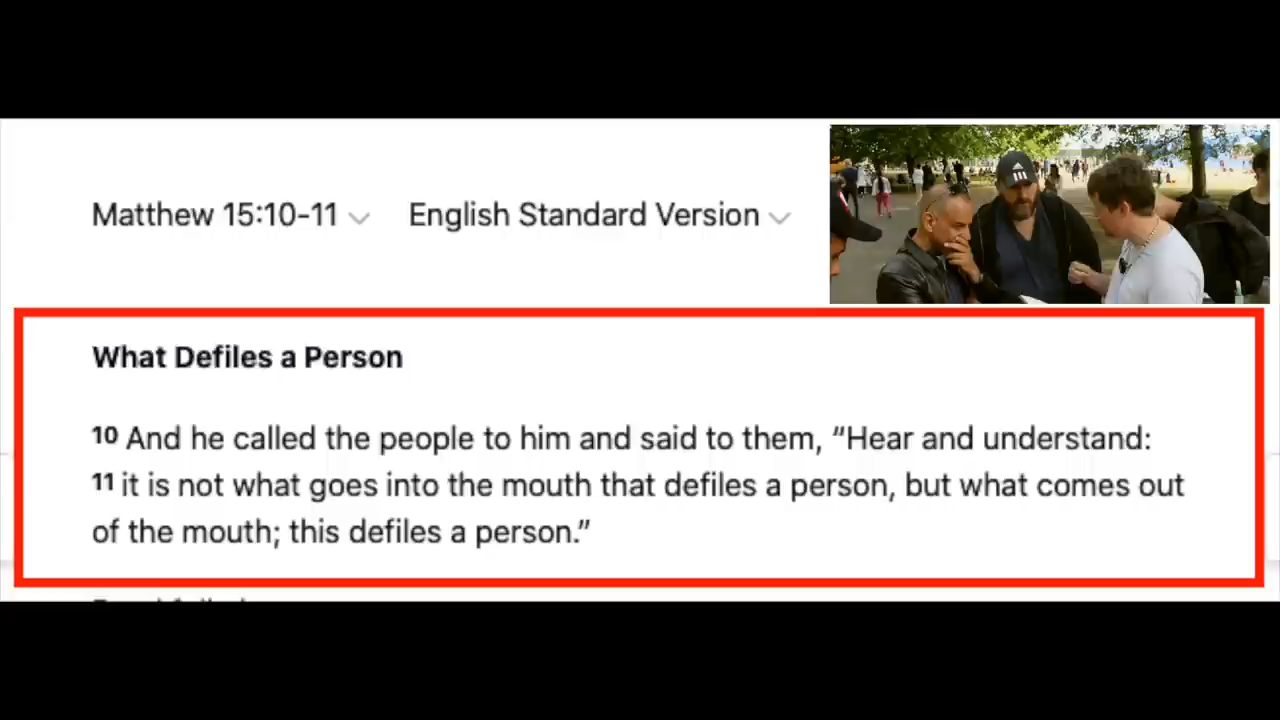 Matthew 15:10-11 English Standard Version
What Defiles a Person
10 And he called the people to him and said to them, “Hear and understand:
11 it is not what goes into the mouth that defiles a person, but what comes out
of the mouth; this defiles a person.”